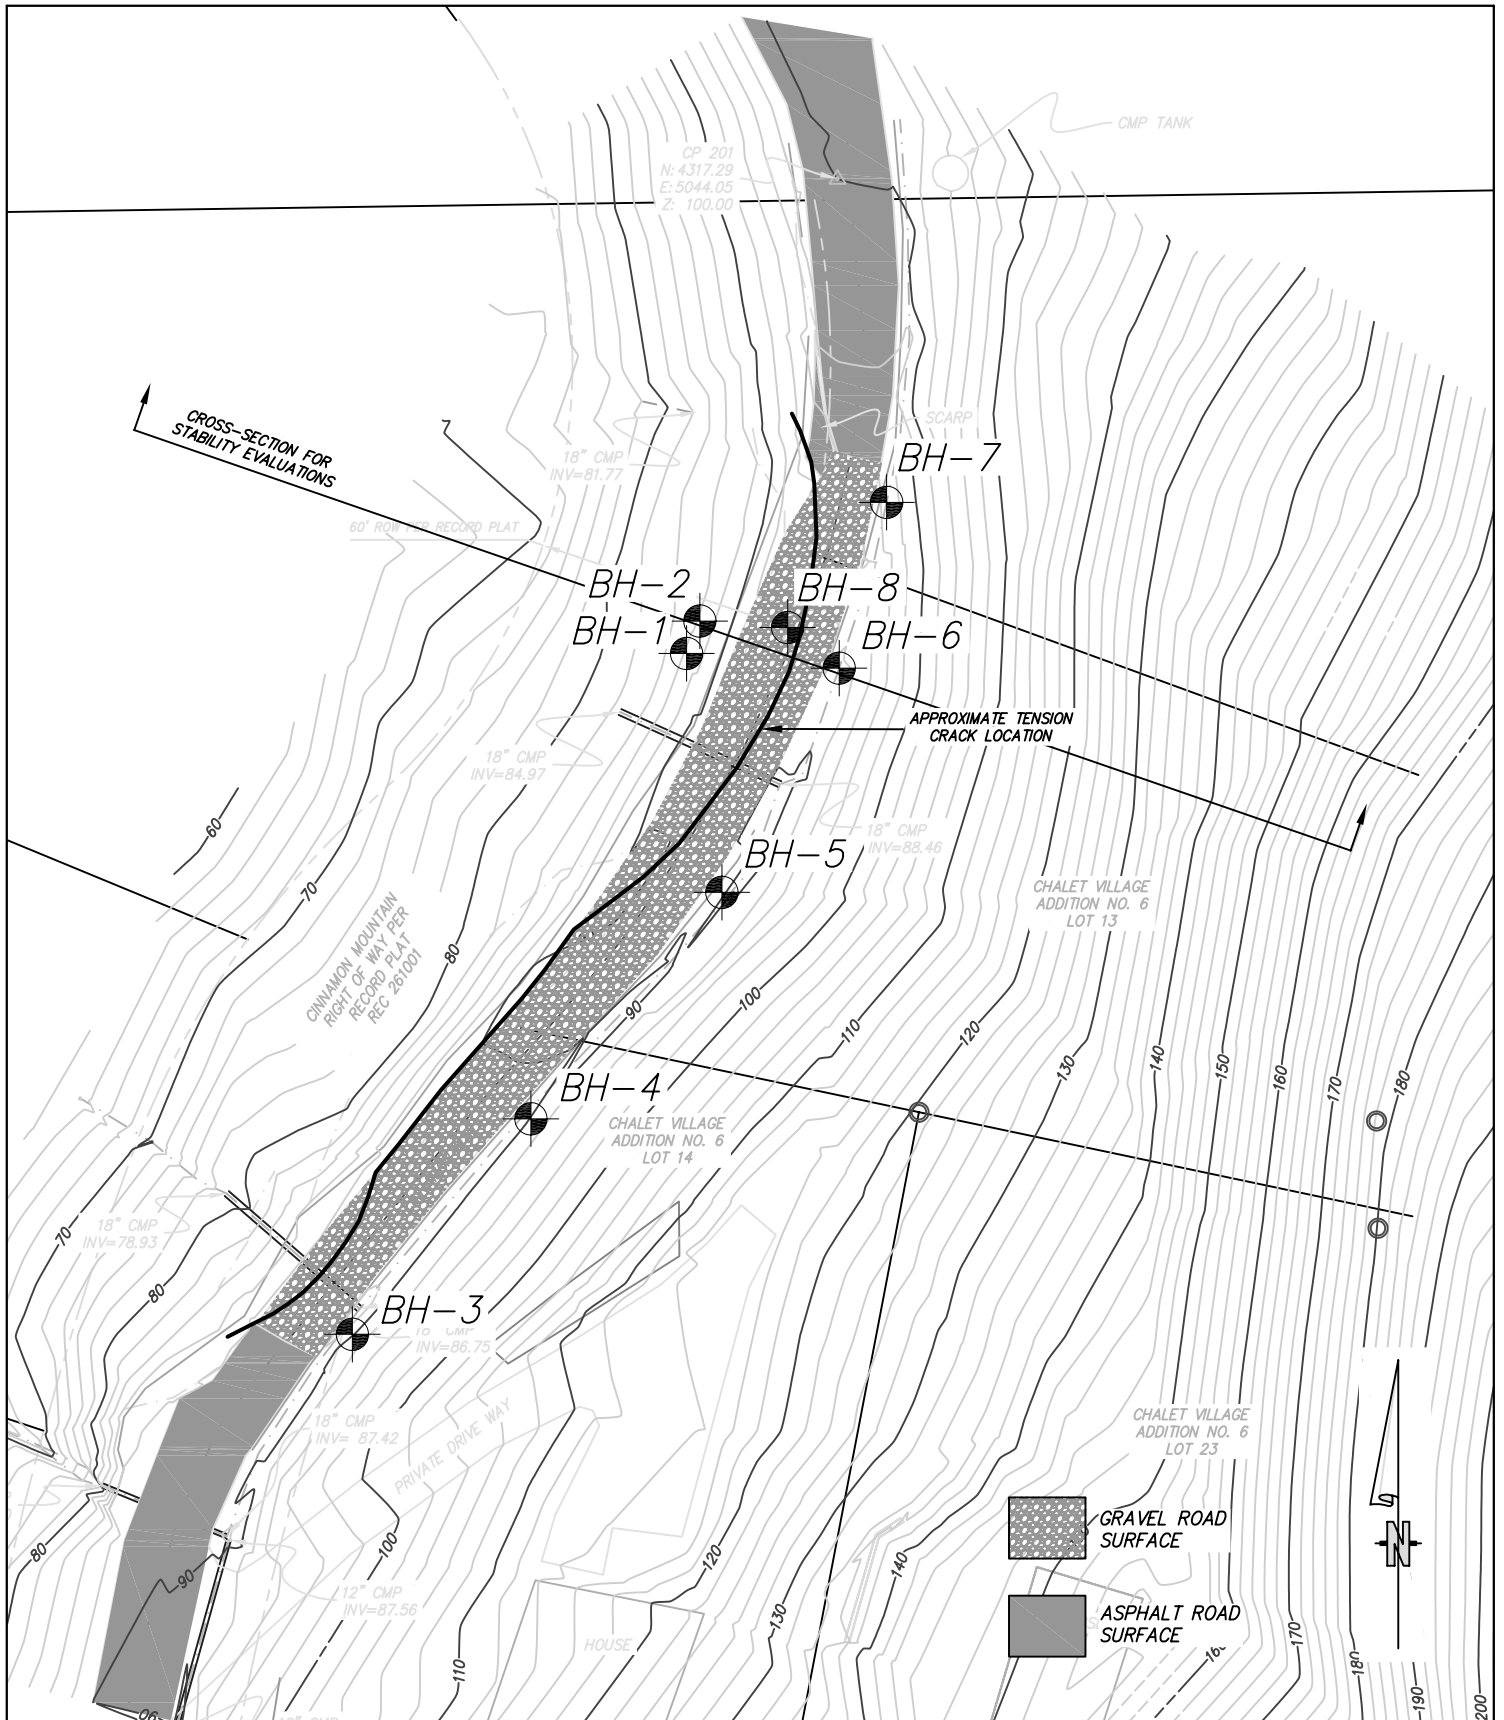 CMP TANK
CP 201
N: 4317.29
E: 5044.05
Z: 100.00
CROSS-SECTION FOR
STABILITY EVALUATIONS
SCARP
18" CMP
INV=81.77
BH-7
60' ROW PER RECORD PLAT
BH-2
BH-8
BH-1
BH-6
APPROXIMATE TENSION
CRACK LOCATION
18" CMP
INV=84.97
60
18" CMP
INV=88.46
BH-5
70
CHALET VILLAGE
ADDITION NO. 6
LOT 13
CINNAMON MOUNTAIN
RIGHT OF WAY PER
RECORD PLAT
REC 261001
80
90
100
110
120
130
140
150
160
170
180
BH-4
CHALET VILLAGE
ADDITION NO. 6
LOT 14
18" CMP
INV=78.93
70
80
BH-3
18" CMP
INV=86.75
18" CMP
INV= 87.42
PRIVATE DRIVE WAY
CHALET VILLAGE
ADDITION NO. 6
LOT 23
N
GRAVEL ROAD
SURFACE
80
90
100
12" CMP
INV=87.56
110
HOUSE
120
130
140
ASPHALT ROAD
SURFACE
160
170
180
190
200
90